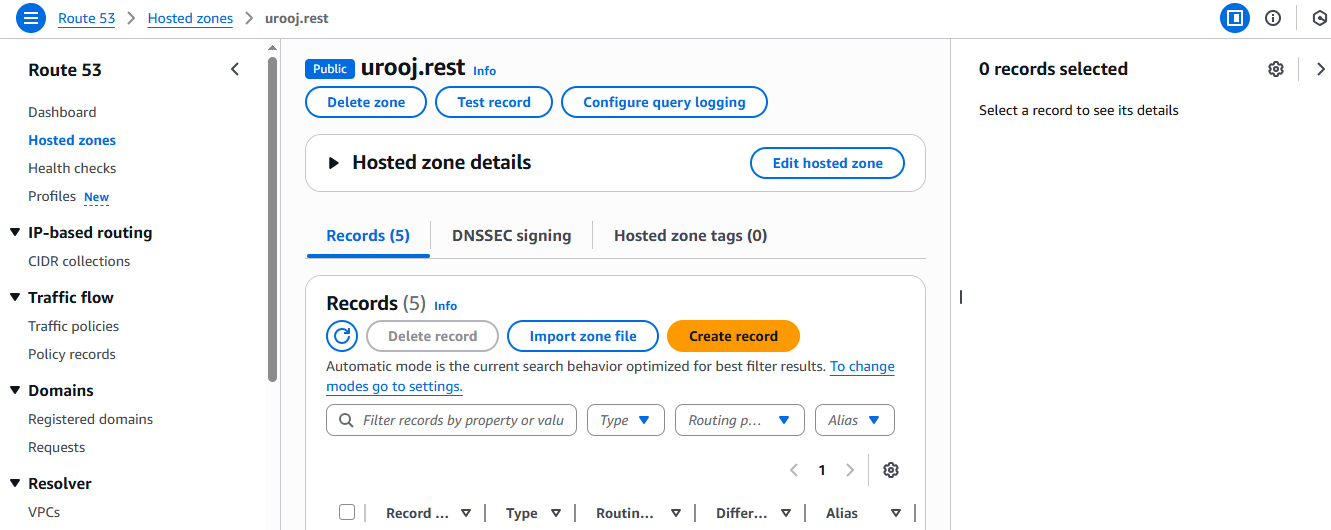 Route 53 > Hosted zones > urooj.rest
Route 53
Dashboard
Hosted zones
Health checks
Profiles New
IP-based routing
CIDR collections
Traffic flow
Traffic policies
Policy records
Domains
Registered domains
Requests
Resolver
VPCs
Public urooj.rest Info
Delete zone Test record Configure query logging
Hosted zone details Edit hosted zone
Records (5) DNSSEC signing Hosted zone tags (0)
Records (5) Info
Delete record Import zone file Create record
Automatic mode is the current search behavior optimized for best filter results. To change
modes go to settings.
Filter records by property or valu Type Routing p... Alias
1
Record ... Type Routin... Differ... Alias
0 records selected
Select a record to see its details